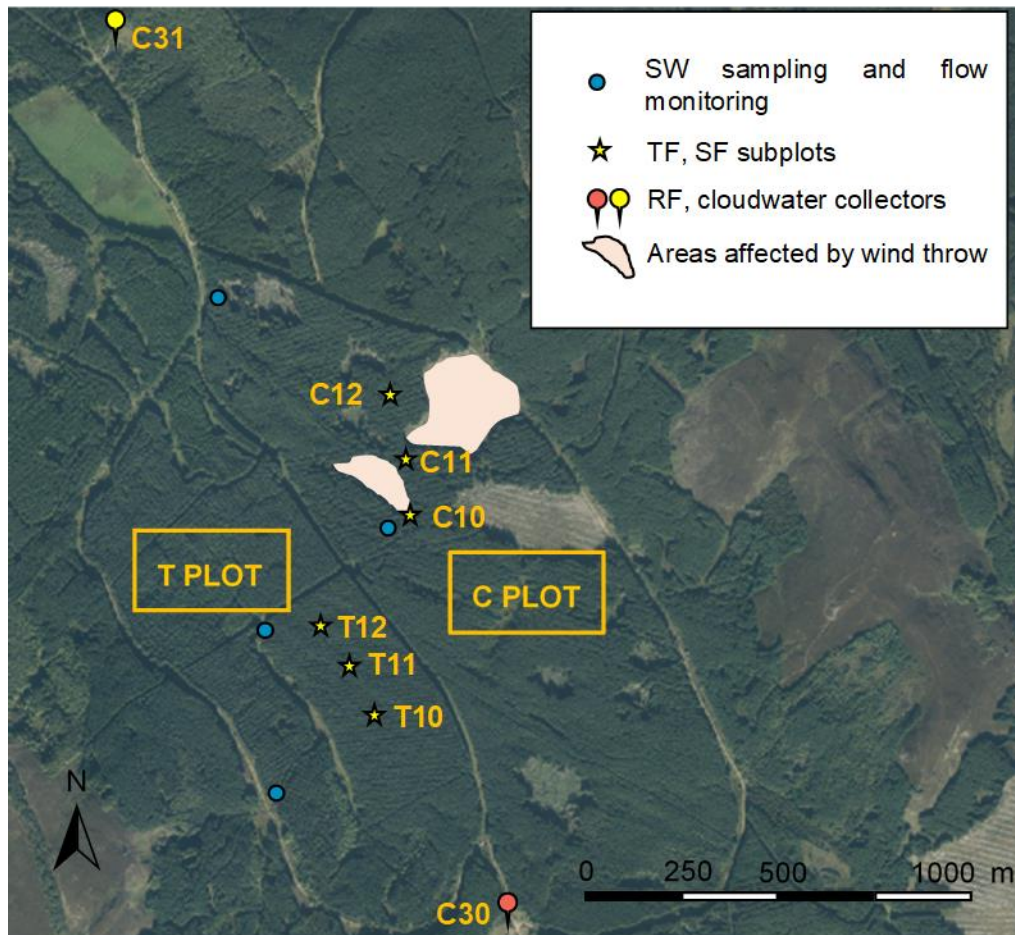 C31
SW sampling and flow
monitoring
TF, SF subplots
RF, cloudwater collectors
Areas affected by wind throw
C12
C11
C10
T PLOT
C PLOT
T12
T11
T10
N
0 250 500 1000 m
C30